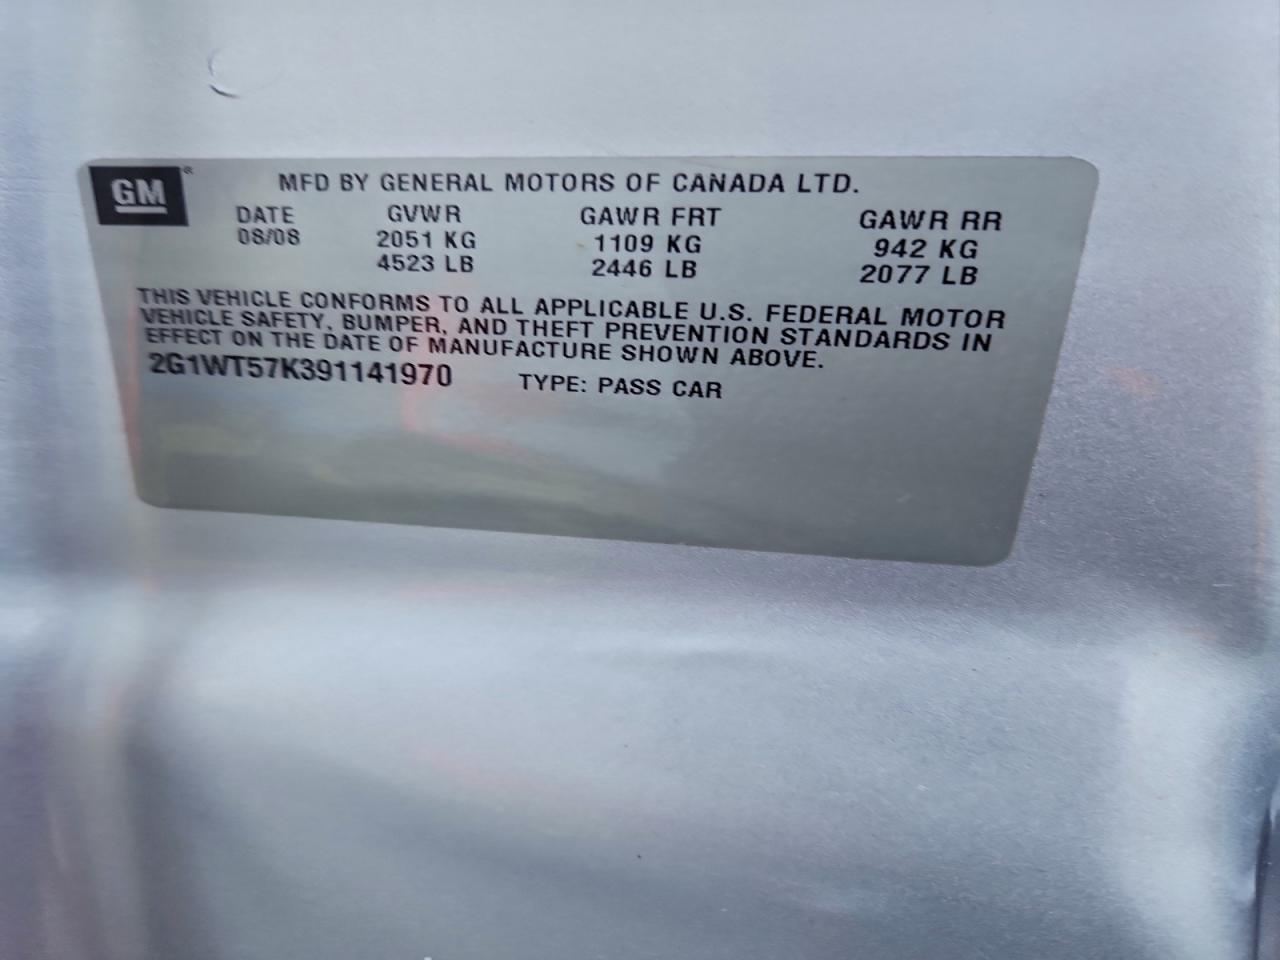 GM® MFD BY GENERAL MOTORS OF CANADA LTD.
DATE GVWR GAWR FRT GAWR RR
08/08 2051 KG 1109 KG 942 KG
4523 LB 2446 LB 2077 LB
THIS VEHICLE CONFORMS TO ALL APPLICABLE U.S. FEDERAL MOTOR
VEHICLE SAFETY, BUMPER, AND THEFT PREVENTION STANDARDS IN
EFFECT ON THE DATE OF MANUFACTURE SHOWN ABOVE.
2G1WT57K391141970 TYPE: PASS CAR